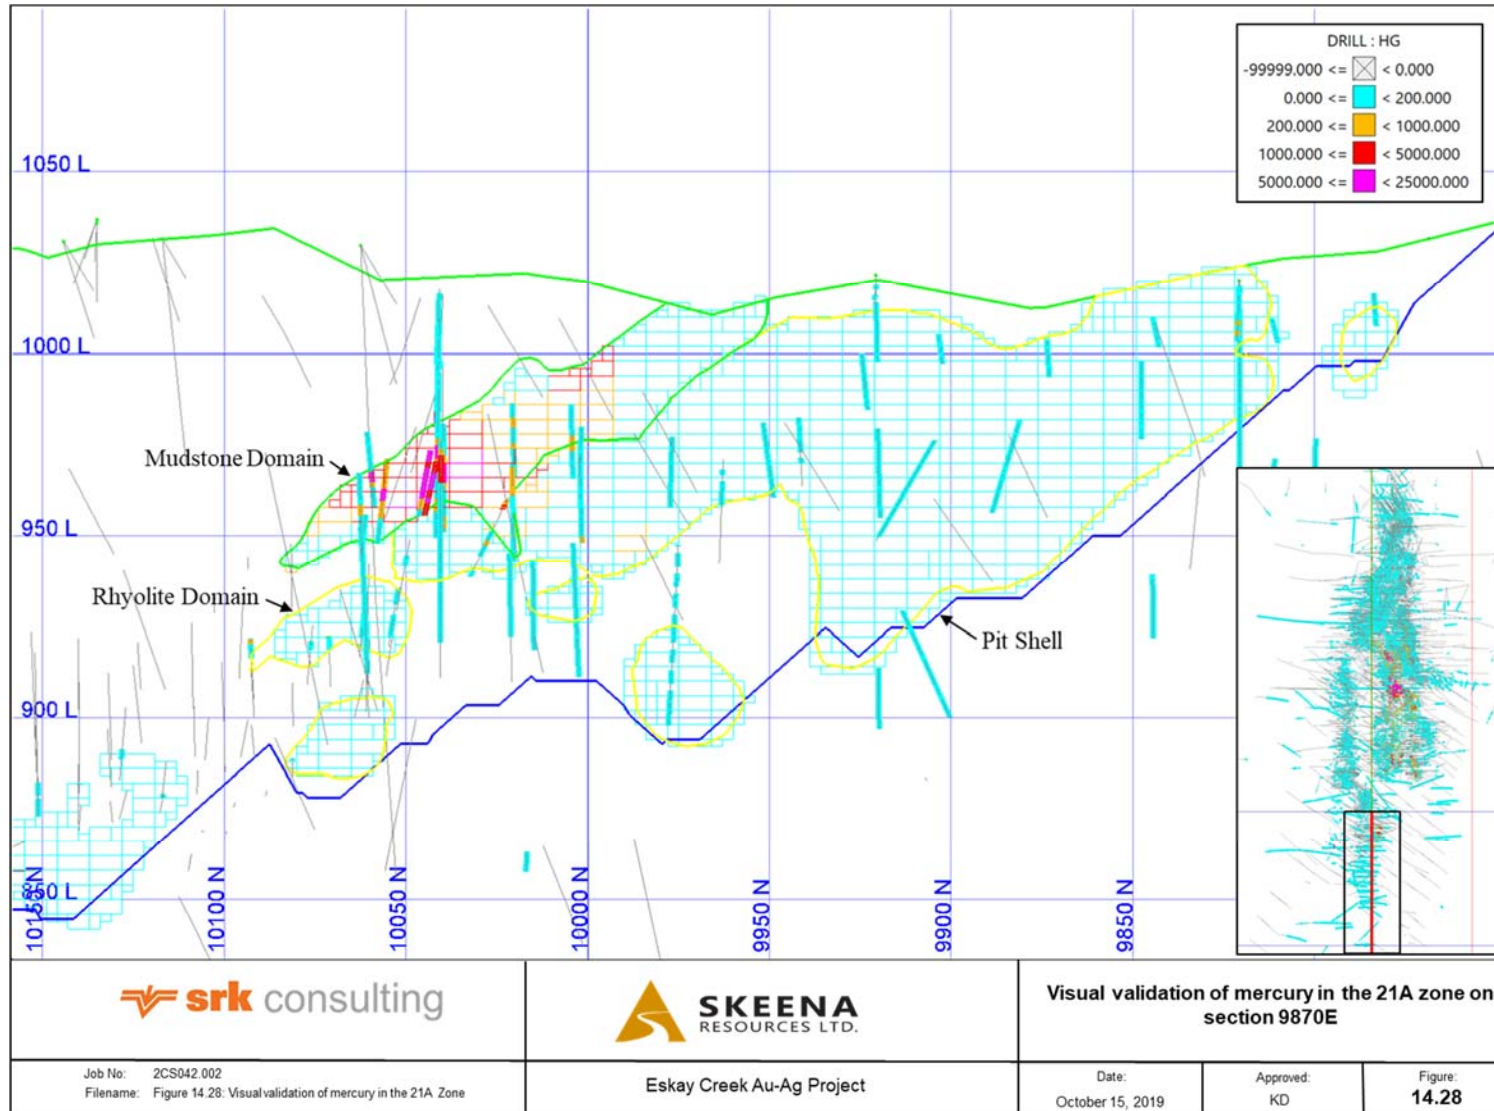 DRILL : HG
-99999.000 <= < 0.000
0.000 <= < 200.000
200.000 <= < 1000.000
1000.000 <= < 5000.000
5000.000 <= < 25000.000
1050 L
1000 L
Mudstone Domain
950 L
Rhyolite Domain
Pit Shell
900 L
850 L
10150 N
10100 N
10050 N
10000 N
9950 N
9900 N
9850 N
srk consulting
SKEENA
RESOURCES LTD.
Visual validation of mercury in the 21A zone on
section 9870E
Job No: 2CS042.002
Filename: Figure 14.28: Visual validation of mercury in the 21A Zone
Eskay Creek Au-Ag Project
Date:
October 15, 2019
Approved:
KD
Figure:
14.28